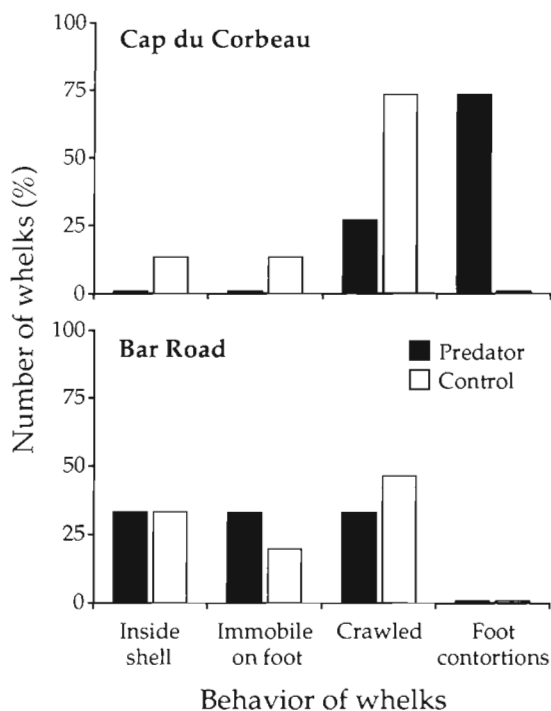 Number of whelks (%)
100
Cap du Corbeau
75
50
25
0
100
Bar Road
Predator
Control
75
50
25
0
Inside
shell
Immobile
on foot
Crawled
Foot
contortions
Behavior of whelks